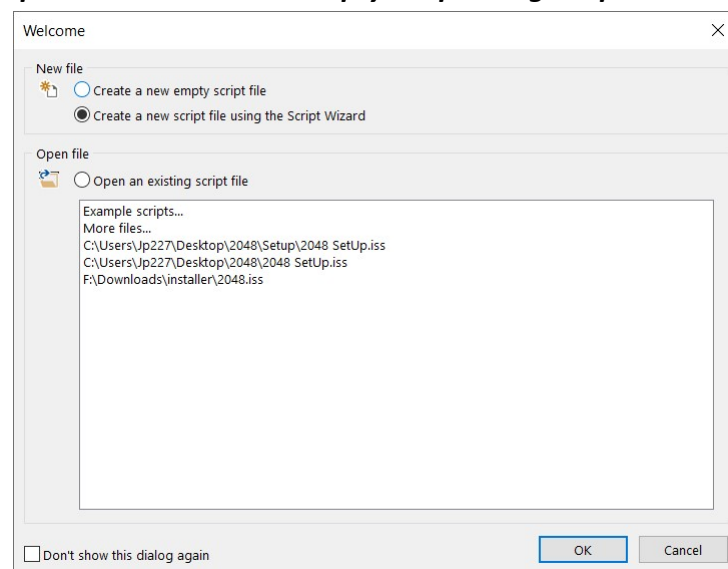 Welcome
New file
Create a new empty script file
Create a new script file using the Script Wizard
Open file
Open an existing script file
Example scripts...
More files...
C:\Users\Jp227\Desktop\2048\Setup\2048 SetUp.iss
C:\Users\Jp227\Desktop\2048\2048 SetUp.iss
F:\Downloads\installer\2048.iss
Don't show this dialog again
OK
Cancel